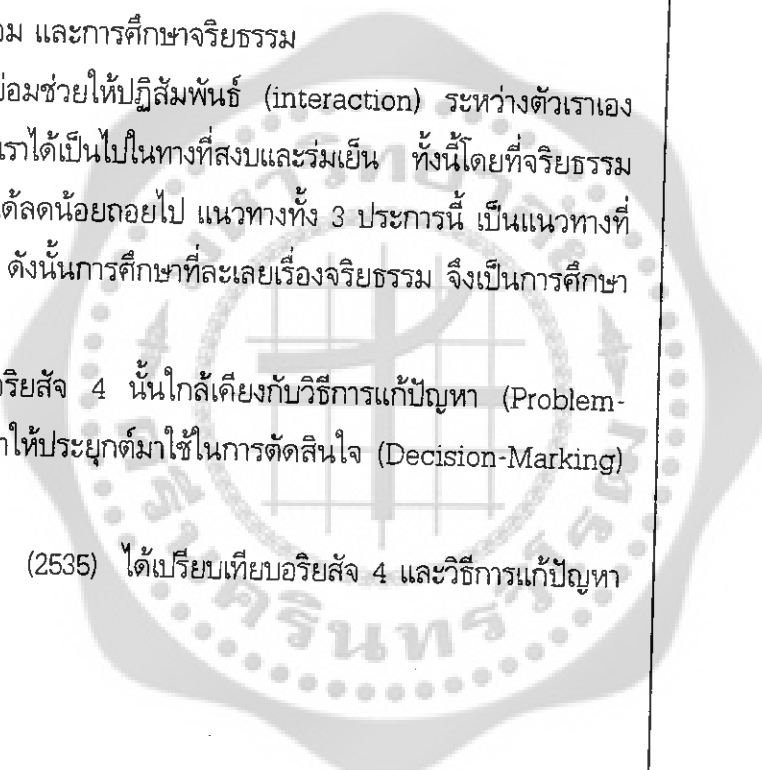 อม และการศึกษาจริยธรรม
ย่อมช่วยให้ปฏิสัมพันธ์ (interaction) ระหว่างตัวเราเอง
เราได้เป็นไปในทางที่สงบและร่มเย็น ทั้งนี้โดยที่จริยธรรม
ด้ลดน้อยถอยไป แนวทางทั้ง 3 ประการนี้ เป็นแนวทางที่
ดังนั้นการศึกษาที่ละเลยเรื่องจริยธรรม จึงเป็นการศึกษา
อริยสัจ 4 นั้นใกล้เคียงกับวิธีการแก้ปัญหา (Problem-
าให้ประยุกต์มาใช้ในการตัดสินใจ (Decision-Marking)
(2535) ได้เปรียบเทียบอริยสัจ 4 และวิธีการแก้ปัญหา